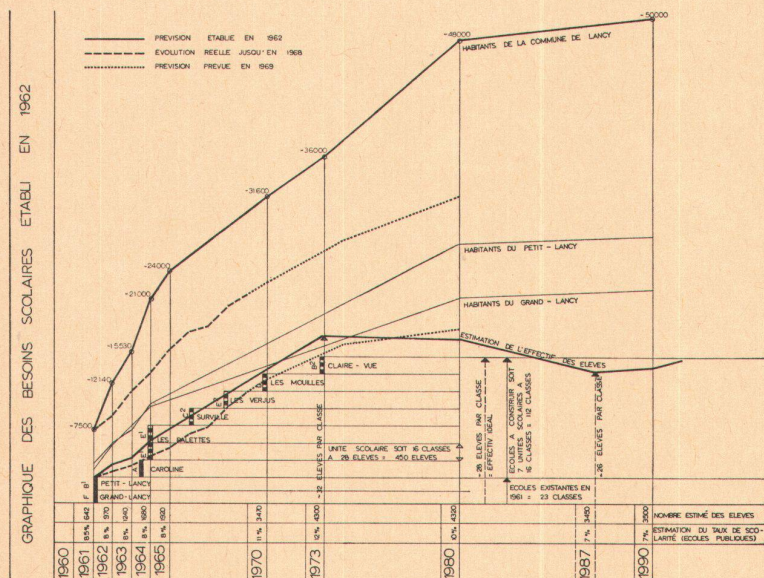 GRAPHIQUE DES BESOINS SCOLAIRES ETABLI EN 1962
PREVISION ETABLIE EN 1962
EVOLUTION REELLE JUSQU'EN 1968
PREVISION PREVUE EN 1969
~50000
~48000
HABITANTS DE LA COMMUNE DE LANCY
~36000
~31600
~24000
~21000
~15530
~12140
~7500
HABITANTS DU PETIT-LANCY
HABITANTS DU GRAND-LANCY
ESTIMATION DE L'EFFECTIF DES ELEVES
B2
CLAIRE-VUE
LES MOUILLES
E
LES VERJUS
E2
SURVILLE
E1
LES PALETTES
A
CAROLINE
B1
PETIT-LANCY
F
GRAND-LANCY
~32 ELEVES PAR CLASSE
UNITE SCOLAIRE SOIT 16 CLASSES
A 28 ELEVES = 450 ELEVES
~28 ELEVES PAR CLASSE
= EFFECTIV IDEAL
ECOLES A CONSTRUIR SOIT
7 UNITES SCOLAIRES A
16 CLASSES = 112 CLASSES
~26 ELEVES PAR CLASSE
ECOLES EXISTANTES EN
1961 = 23 CLASSES
642 970 1240 1680 1920 3470 4300 4320 3450 3500
NOMBRE ESTIMÉ DES ELEVES
8.5% 8% 8% 8% 8% 11% 12% 10% 7% 7%
ESTIMATION DU TAUX DE SCO-
LARITÉ (ECOLES PUBLIQUES)
1960 1961 1962 1963 1964 1965 1970 1973 1980 1987 1990